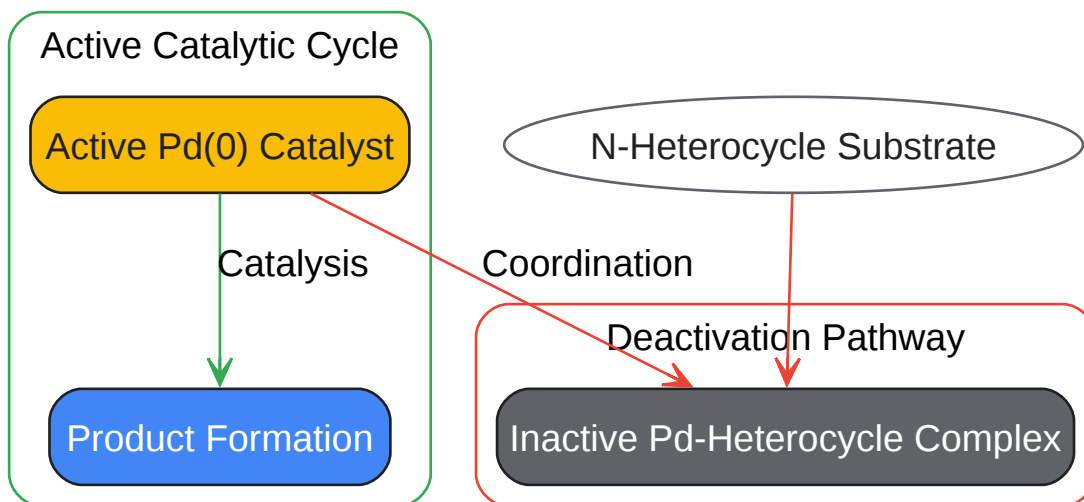 Active Catalytic Cycle
Active Pd(0) Catalyst
N-Heterocycle Substrate
Catalysis
Coordination
Deactivation Pathway
Product Formation
Inactive Pd-Heterocycle Complex